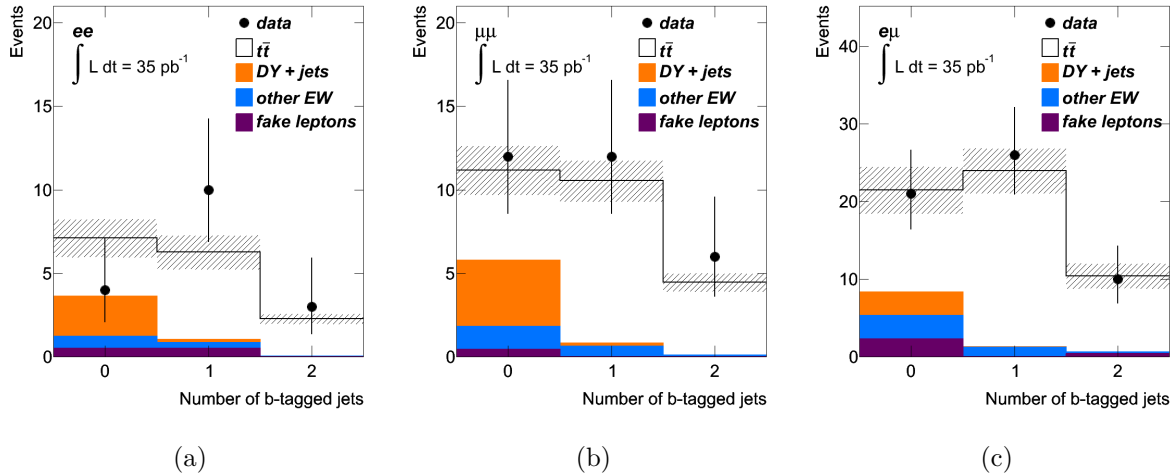 Events
20
15
10
5
0
ee
∫ L dt = 35 pb⁻¹
data
tt̄
DY + jets
other EW
fake leptons
0 1 2
Number of b-tagged jets
(a)
Events
20
15
10
5
0
μμ
∫ L dt = 35 pb⁻¹
data
tt̄
DY + jets
other EW
fake leptons
0 1 2
Number of b-tagged jets
(b)
Events
40
30
20
10
0
eμ
∫ L dt = 35 pb⁻¹
data
tt̄
DY + jets
other EW
fake leptons
0 1 2
Number of b-tagged jets
(c)